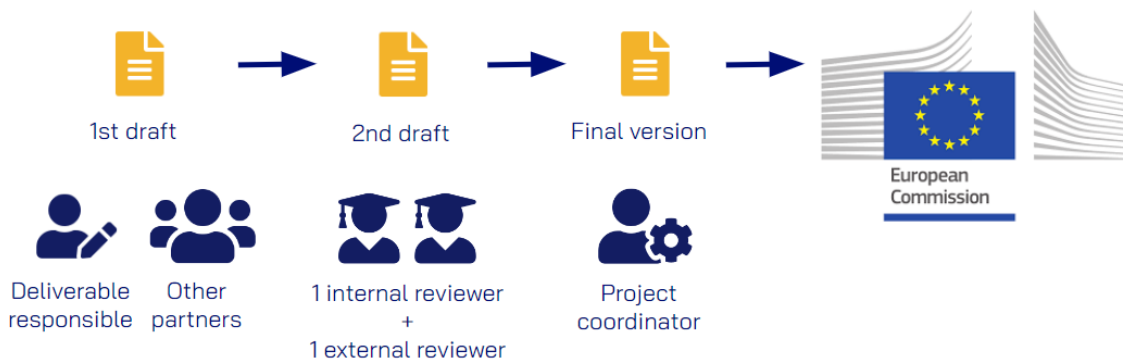 1st draft
2nd draft
Final version
European
Commission
Deliverable
responsible
Other
partners
1 internal reviewer
+
1 external reviewer
Project
coordinator